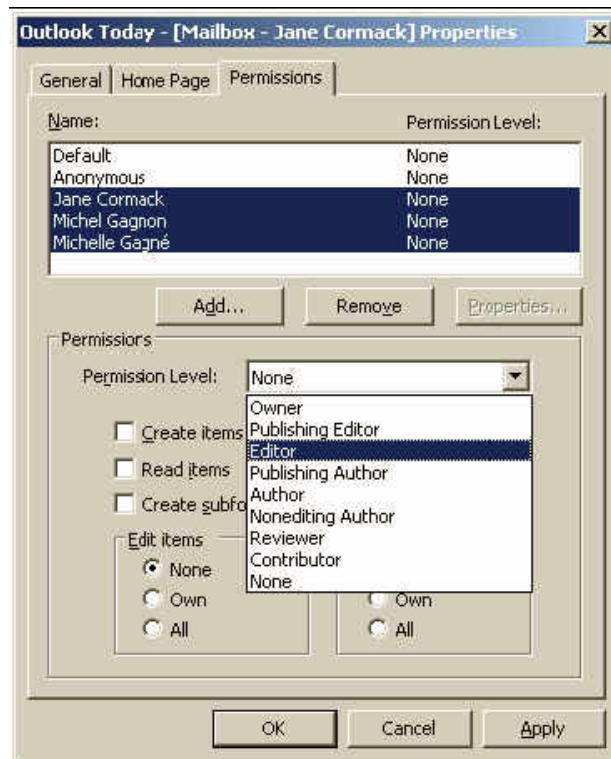 Outlook Today - [Mailbox - Jane Cormack] Properties
General Home Page Permissions
Name: Permission Level:
Default None
Anonymous None
Jane Cormack None
Michel Gagnon None
Michelle Gagné None
Add... Remove Properties...
Permissions
Permission Level: None
Owner
Create items Publishing Editor
Editor
Read items Publishing Author
Author
Create subfo Nonediting Author
Edit items Reviewer
None Contributor
None
Own Own
All All
OK Cancel Apply